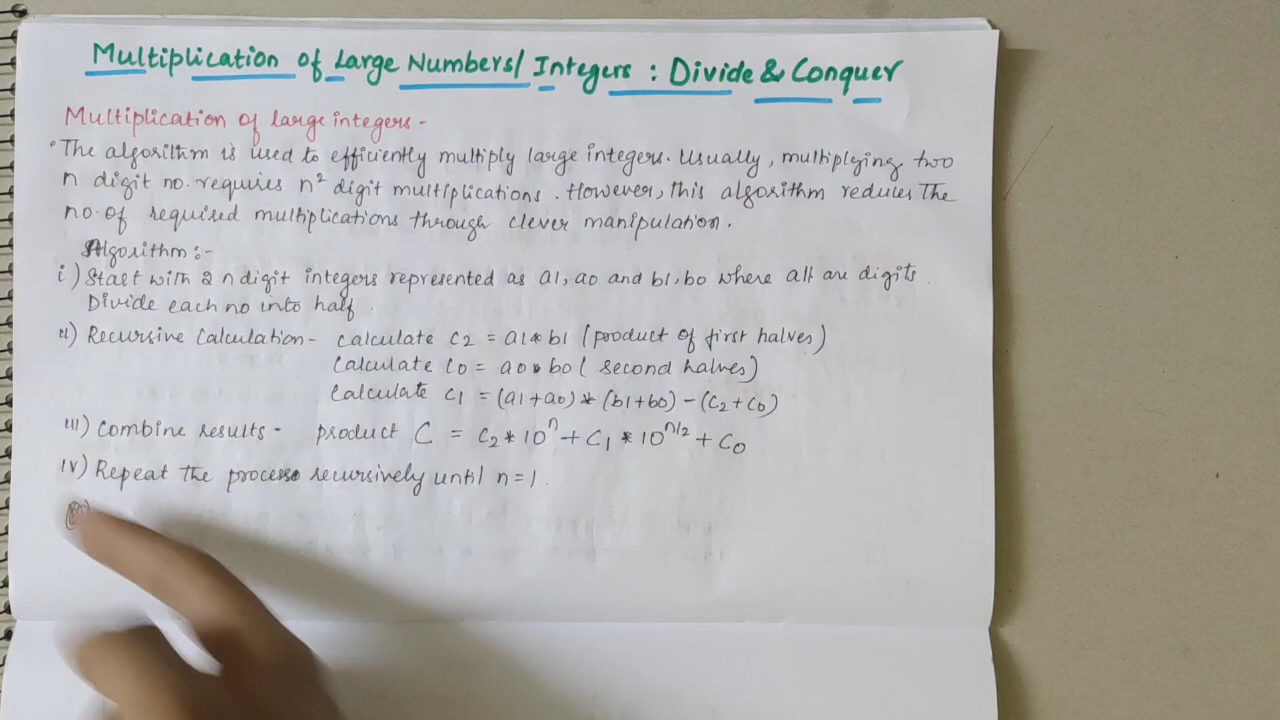 Multiplication of Large Numbers/ Integers : Divide & Conquer
Multiplication of large integers -
The algorithm is used to efficiently multiply large integers. Usually, multiplying two
n digit no. requires n² digit multiplications. However, this algorithm reduces the
no. of required multiplications through clever manipulation.
Algorithm :-
i) Start with 2 n digit integers represented as a1, a0 and b1, b0 where all are digits.
Divide each no into half.
ii) Recursive Calculation - calculate c2 = a1 * b1 (product of first halves)
Calculate C0 = a0 * b0 ( second halves)
Calculate C1 = (a1 + a0) * (b1 + b0) - (C2 + C0)
iii) Combine results - product C = C2 * 10^n + C1 * 10^n/2 + C0
iv) Repeat the process recursively until n = 1.